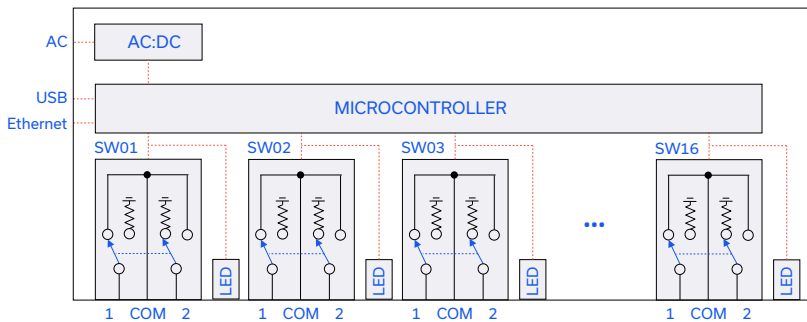 AC
AC:DC
USB
MICROCONTROLLER
Ethernet
SW01
SW02
SW03
SW16
...
LED
LED
LED
LED
1 COM 2
1 COM 2
1 COM 2
1 COM 2